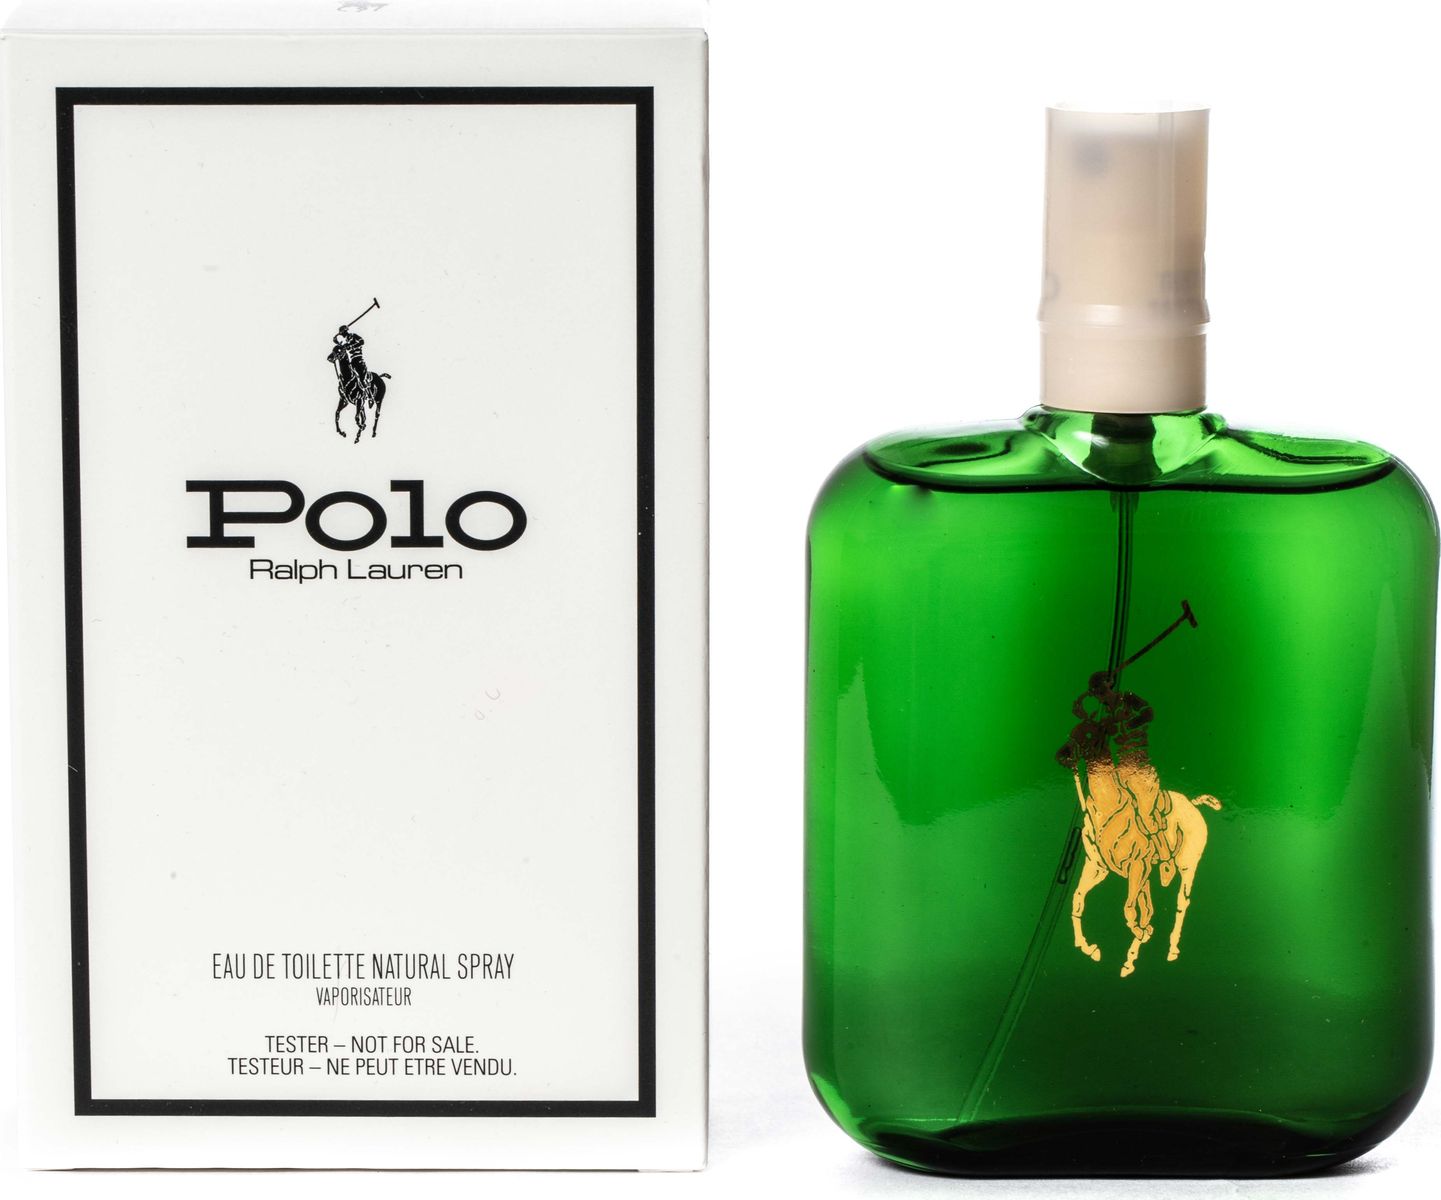 Polo
Ralph Lauren
EAU DE TOILETTE NATURAL SPRAY
VAPORISATEUR
TESTER – NOT FOR SALE.
TESTEUR – NE PEUT ETRE VENDU.